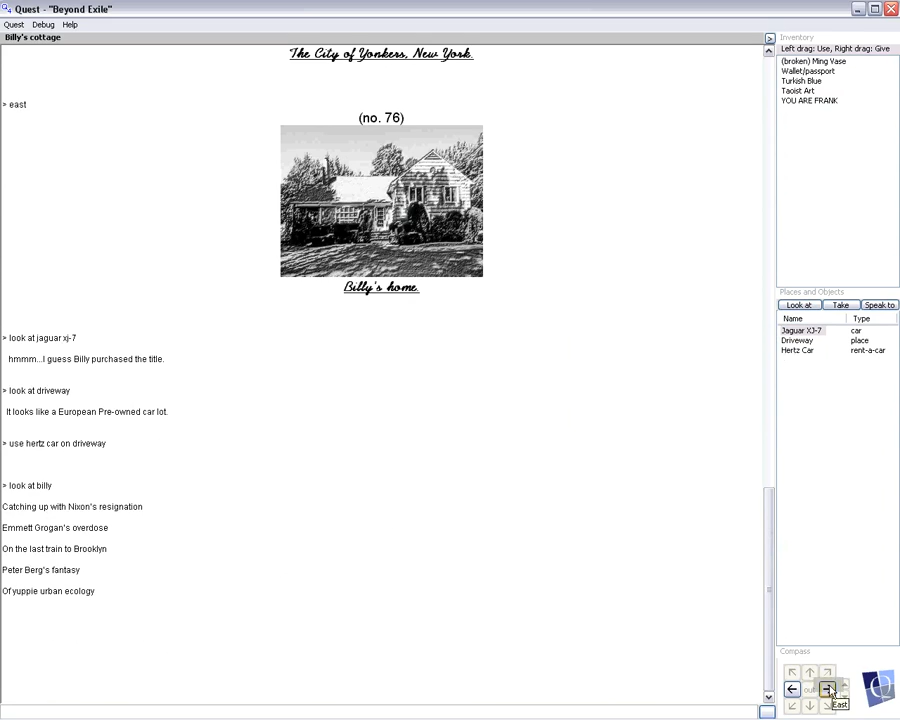 Quest - "Beyond Exile"
Quest Debug Help
Billy's cottage
The City of Yonkers, New York.
> east
(no. 76)
Billy's home.
> look at jaguar xj-7
hmmm...I guess Billy purchased the title.
> look at driveway
It looks like a European Pre-owned car lot.
> use hertz car on driveway
> look at billy
Catching up with Nixon's resignation
Emmett Grogan's overdose
On the last train to Brooklyn
Peter Berg's fantasy
Of yuppie urban ecology
>
Inventory
Left drag: Use, Right drag: Give
(broken) Ming Vase
Wallet/passport
Turkish Blue
Taoist Art
YOU ARE FRANK
Places and Objects
Look at Take Speak to
Name Type
Jaguar XJ-7 car
Driveway place
Hertz Car rent-a-car
Compass
East